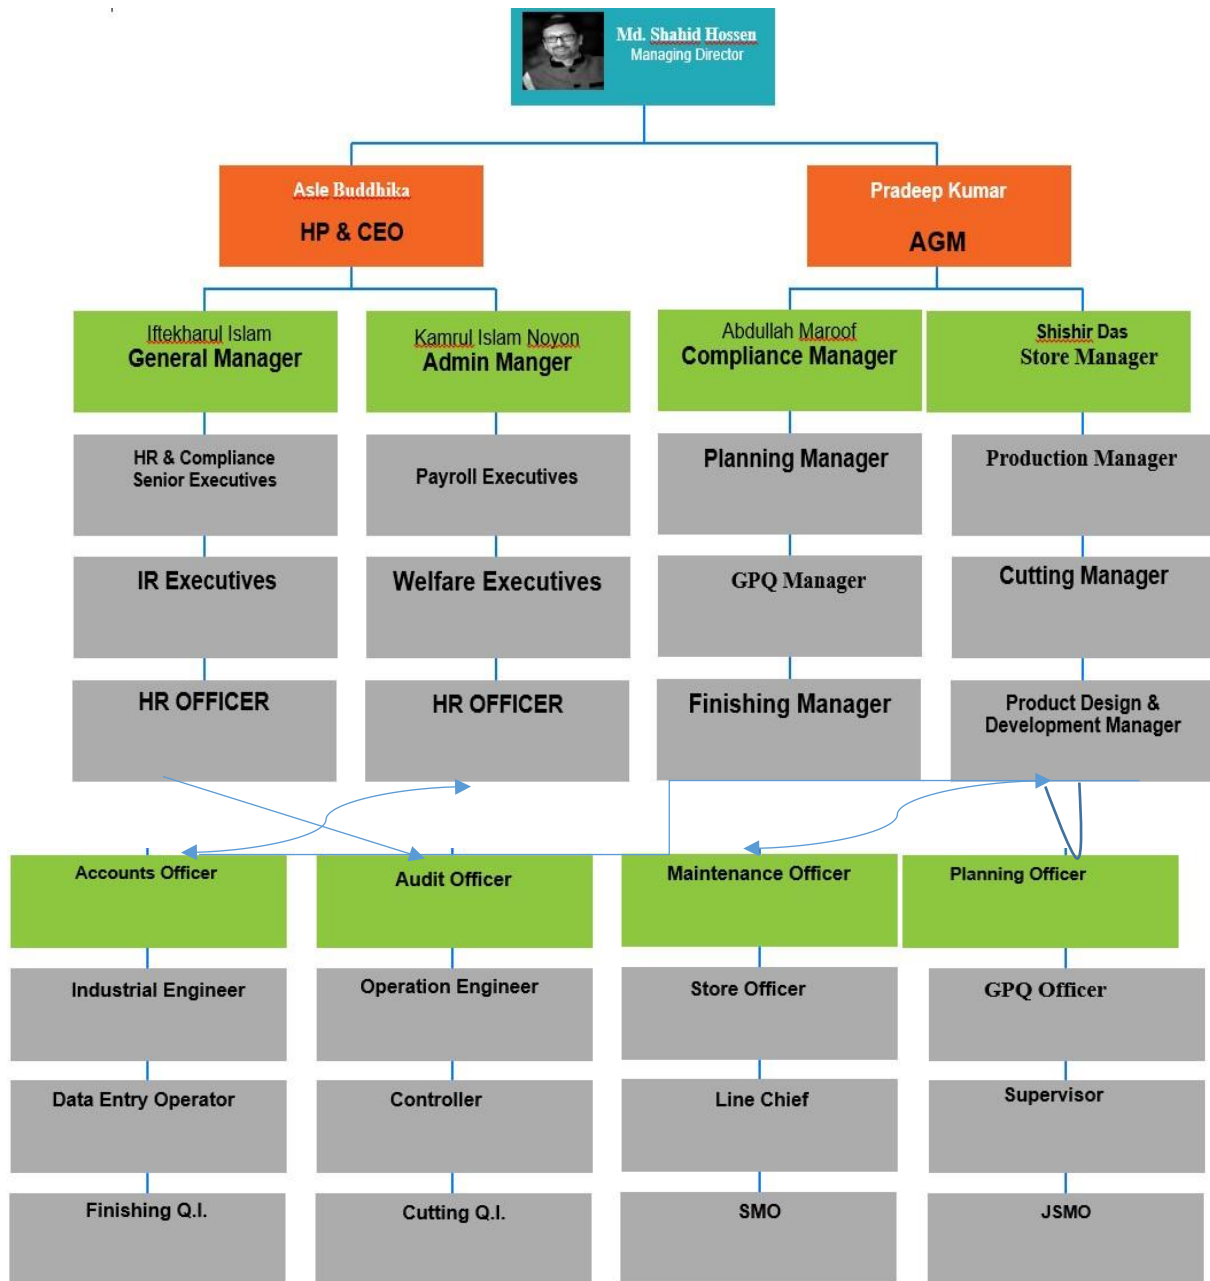 Md. Shahid Hossen
Managing Director
Asle Buddhika
HP & CEO
Pradeep Kumar
AGM
Iftekharul Islam
General Manager
Kamrul Islam Noyon
Admin Manger
Abdullah Maroof
Compliance Manager
Shishir Das
Store Manager
HR & Compliance
Senior Executives
Payroll Executives
Planning Manager
Production Manager
IR Executives
Welfare Executives
GPQ Manager
Cutting Manager
HR OFFICER
HR OFFICER
Finishing Manager
Product Design &
Development Manager
Accounts Officer
Audit Officer
Maintenance Officer
Planning Officer
Industrial Engineer
Operation Engineer
Store Officer
GPQ Officer
Data Entry Operator
Controller
Line Chief
Supervisor
Finishing Q.I.
Cutting Q.I.
SMO
JSMO